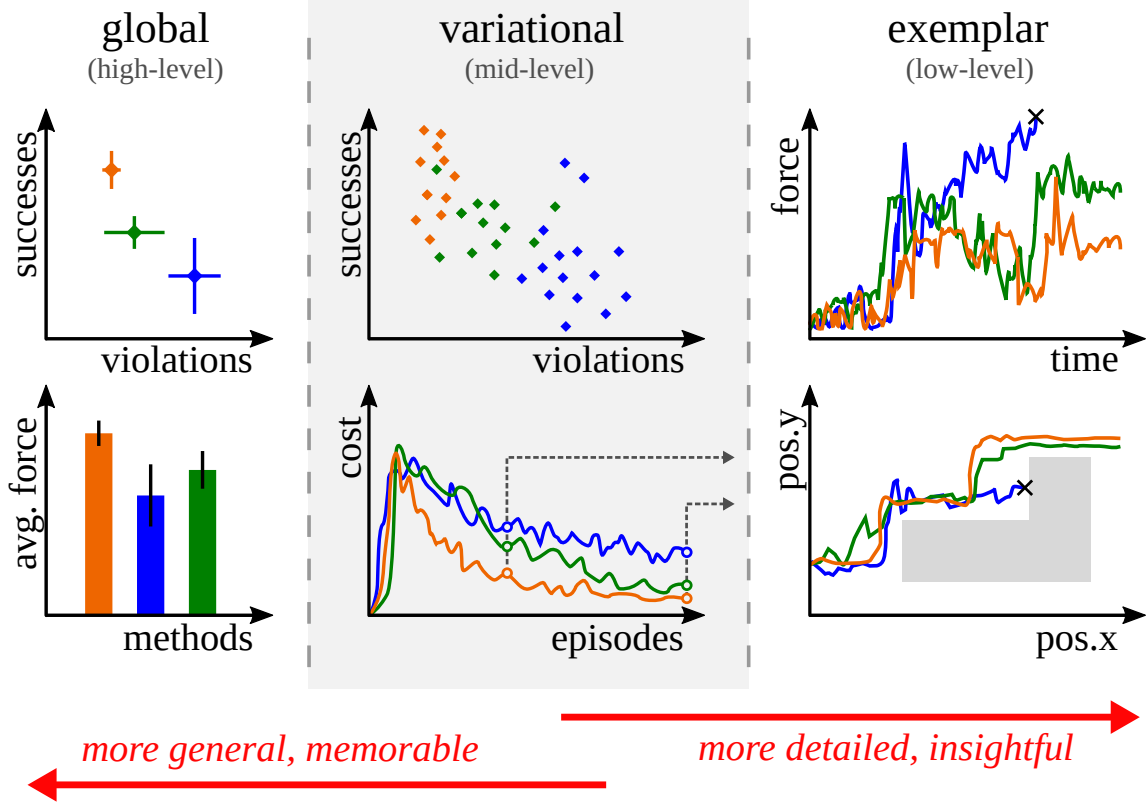 global
(high-level)
variational
(mid-level)
exemplar
(low-level)
successes
violations
successes
violations
force
time
avg. force
methods
cost
episodes
pos.y
pos.x
more general, memorable
more detailed, insightful